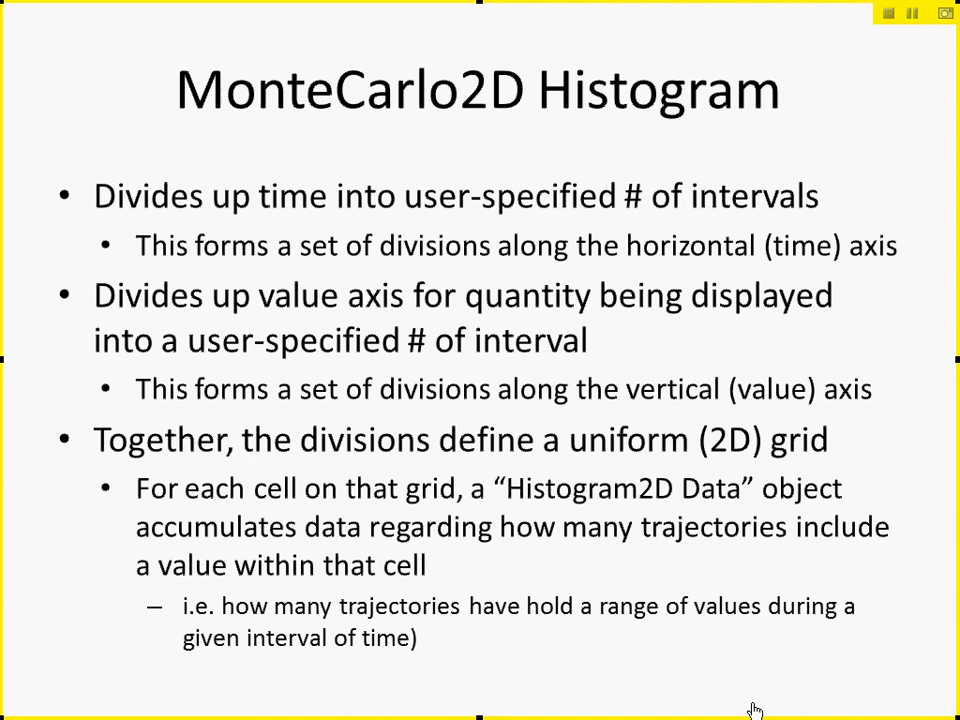 MonteCarlo2D Histogram
• Divides up time into user-specified # of intervals
• This forms a set of divisions along the horizontal (time) axis
• Divides up value axis for quantity being displayed
into a user-specified # of interval
• This forms a set of divisions along the vertical (value) axis
• Together, the divisions define a uniform (2D) grid
• For each cell on that grid, a “Histogram2D Data” object
accumulates data regarding how many trajectories include
a value within that cell
– i.e. how many trajectories have hold a range of values during a
given interval of time)